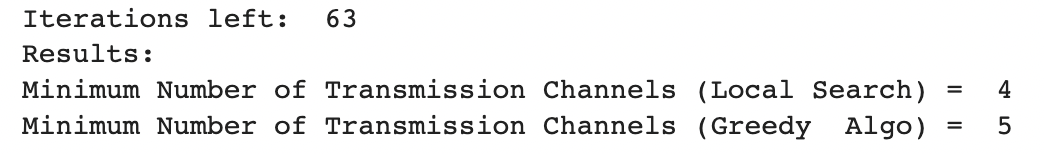 Iterations left:  63
Results:
Minimum Number of Transmission Channels (Local Search) =  4
Minimum Number of Transmission Channels (Greedy  Algo) =  5